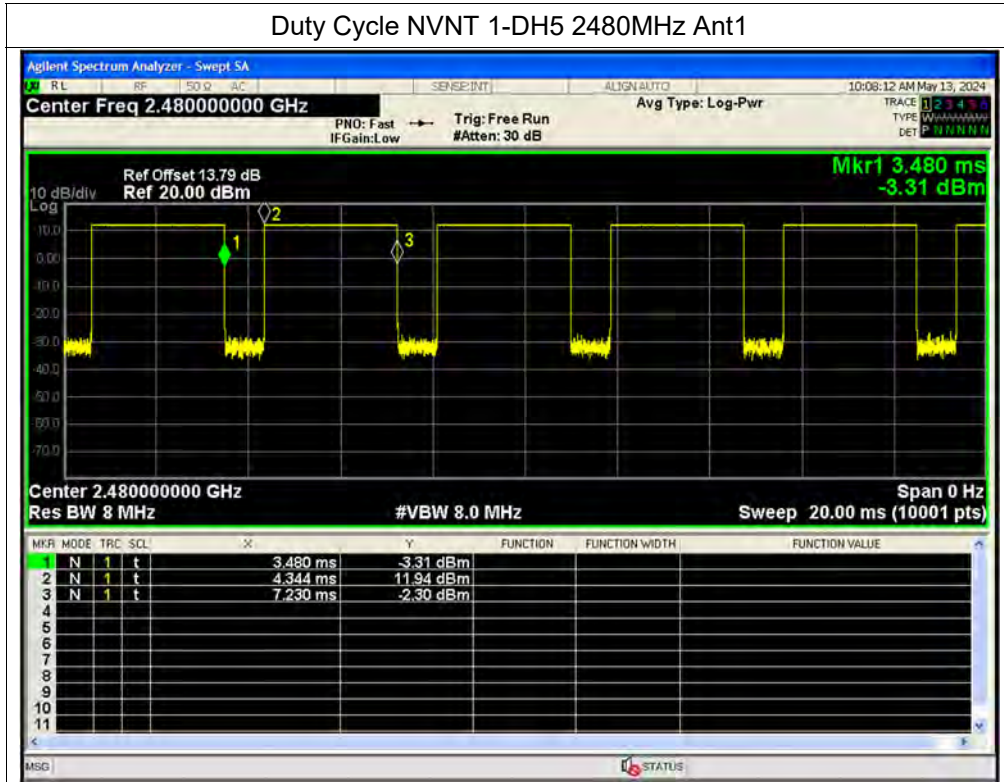 Duty Cycle NVNT 1-DH5 2480MHz Ant1
Agilent Spectrum Analyzer - Swept SA
RL RF 50 Ω AC SENSE:INT ALIGN AUTO 10:08:12 AM May 13, 2024
Center Freq 2.480000000 GHz
PNO: Fast
IFGain:Low
Trig: Free Run
#Atten: 30 dB
Avg Type: Log-Pwr
TRACE 1 2 3 4 5 6
TYPE W
DET P N N N N N
Mkr1 3.480 ms
-3.31 dBm
Ref Offset 13.79 dB
10 dB/div Ref 20.00 dBm
Log
10.0
0.00
-10.0
-20.0
-30.0
-40.0
-50.0
-60.0
-70.0
1
2
3
Center 2.480000000 GHz Span 0 Hz
Res BW 8 MHz #VBW 8.0 MHz Sweep 20.00 ms (10001 pts)
MKR MODE TRC SCL X Y FUNCTION FUNCTION WIDTH FUNCTION VALUE
1 N 1 t 3.480 ms -3.31 dBm
2 N 1 t 4.344 ms 11.94 dBm
3 N 1 t 7.230 ms -2.30 dBm
4
5
6
7
8
9
10
11
MSG STATUS